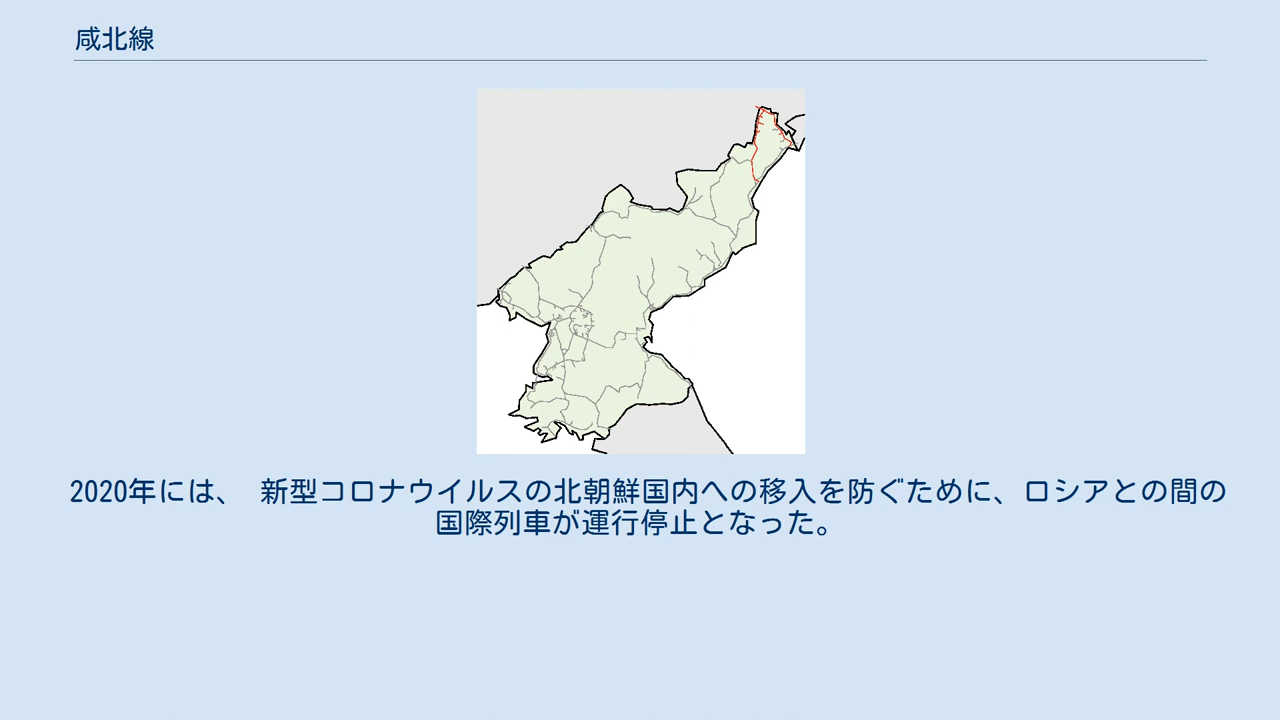 咸北線
2020年には、 新型コロナウイルスの北朝鮮国内への移入を防ぐために、ロシアとの間の
国際列車が運行停止となった。